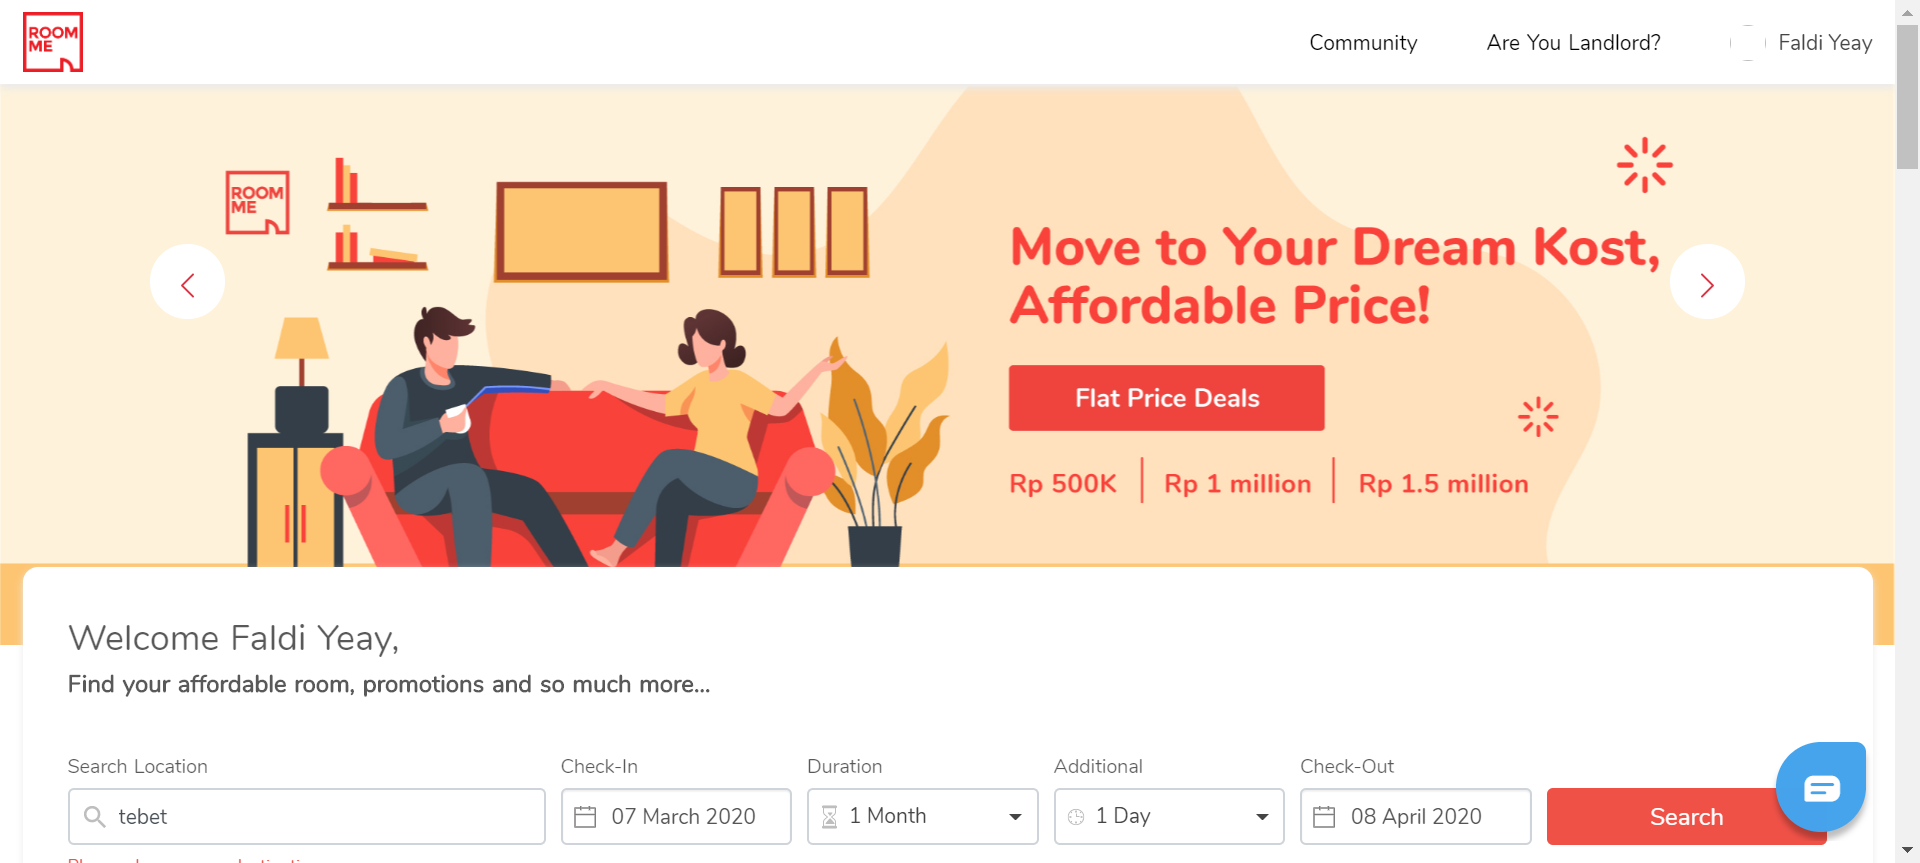 ROOM
ME
Community
Are You Landlord?
Faldi Yeay
ROOM
ME
Move to Your Dream Kost,
Affordable Price!
Flat Price Deals
Rp 500K
Rp 1 million
Rp 1.5 million
Welcome Faldi Yeay,
Find your affordable room, promotions and so much more...
Search Location
Check-In
Duration
Additional
Check-Out
tebet
07 March 2020
1 Month
1 Day
08 April 2020
Search